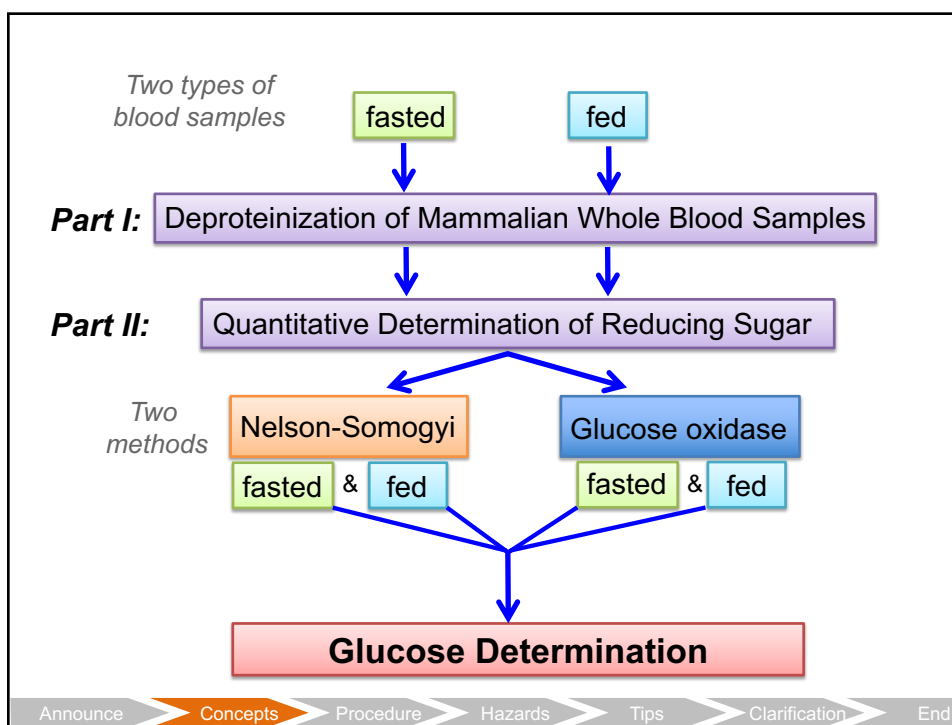 Two types of
blood samples
fasted
fed
Part I:
Deproteinization of Mammalian Whole Blood Samples
Part II:
Quantitative Determination of Reducing Sugar
Two
methods
Nelson-Somogyi
Glucose oxidase
fasted & fed
fasted & fed
Glucose Determination
Announce Concepts Procedure Hazards Tips Clarification End